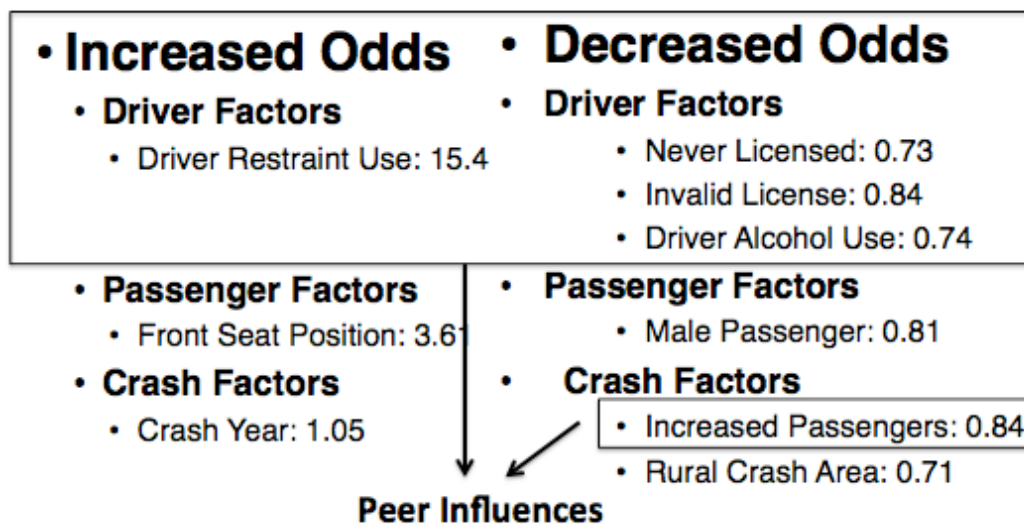 • Increased Odds
• Driver Factors
• Driver Restraint Use: 15.4
• Passenger Factors
• Front Seat Position: 3.61
• Crash Factors
• Crash Year: 1.05
• Decreased Odds
• Driver Factors
• Never Licensed: 0.73
• Invalid License: 0.84
• Driver Alcohol Use: 0.74
• Passenger Factors
• Male Passenger: 0.81
• Crash Factors
• Increased Passengers: 0.84
• Rural Crash Area: 0.71
Peer Influences